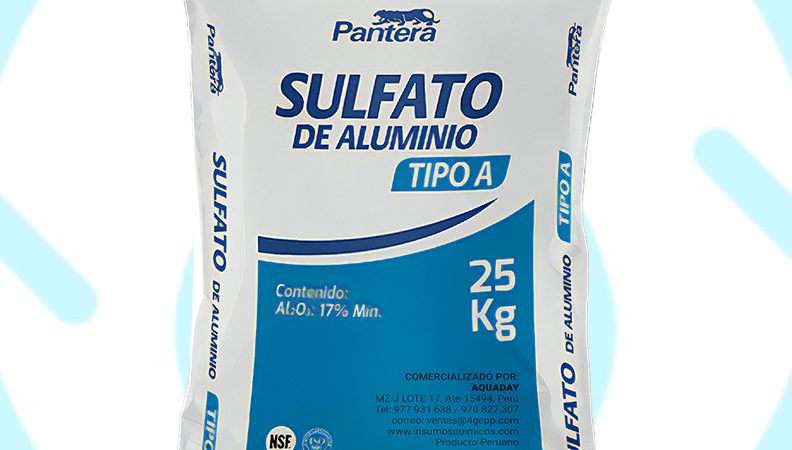 Pantera
SULFATO
DE ALUMINIO
TIPO A
Contenido:
Al₂O₃: 17% Min.
25
Kg
COMERCIALIZADO POR:
AQUADAY
MZ J LOTE 17, Ate 15494, Perú
Tel: 977 931 638 / 970 827 307
correo: ventas@4gepp.com
www.insumosquimicos.com
Producto Peruano
NSF
ISO
Pantera
SULFATO DE ALUMINIO TIPO
Pantera
TIPO A
SULFATO DE ALUMINIO